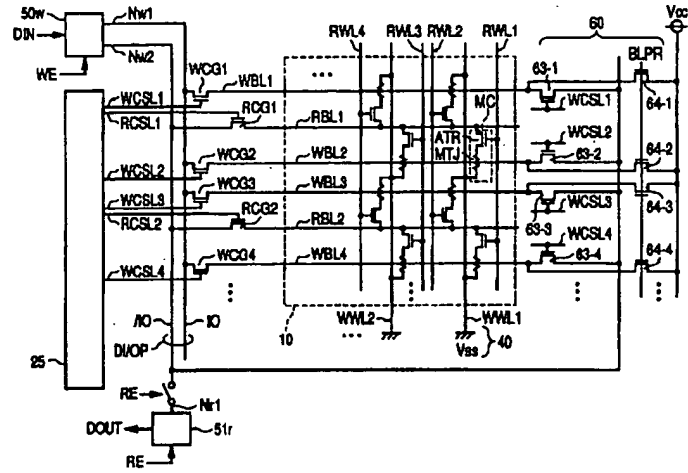 50w Nw1 RWL4 RWL3 RWL2 RWL1 60 Vcc
DIN Nw2 BLPR
WE WCG1 WBL1 63-1
WCSL1 RCG1 MC WCSL1 64-1
RCSL1 RBL1 ATR WCSL2
WCSL2 WCG2 WBL2 MTJ 63-2 64-2
WCSL3 WCG3 WBL3 WCSL3 64-3
RCSL2 RCG2 RBL2 63-3 WCSL4
WCSL4 WCG4 WBL4 63-4 64-4
/IO IO 10 WWL2 WWL1
25 DI/OP Vss 40
RE Nr1
DOUT 51r
RE